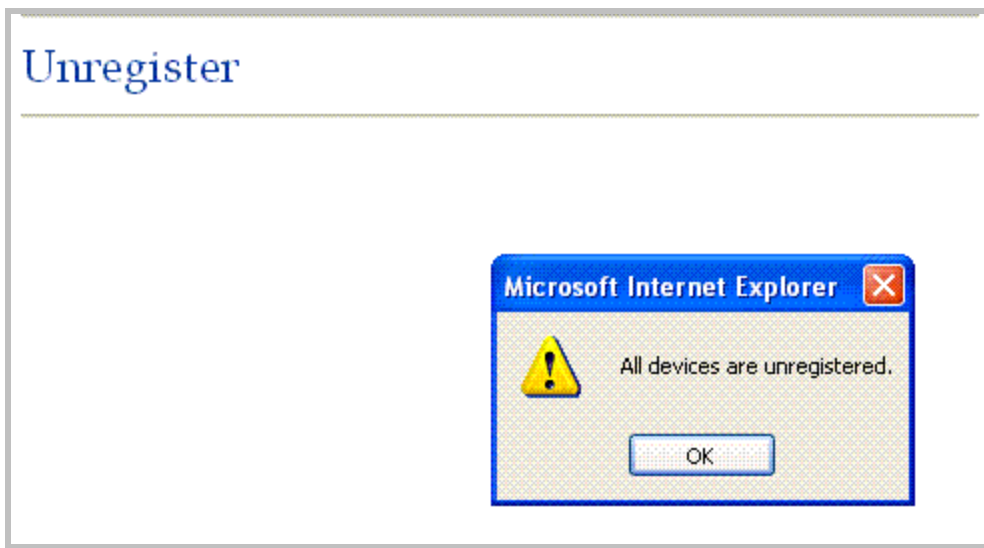 Unregister
Microsoft Internet Explorer
All devices are unregistered.
OK